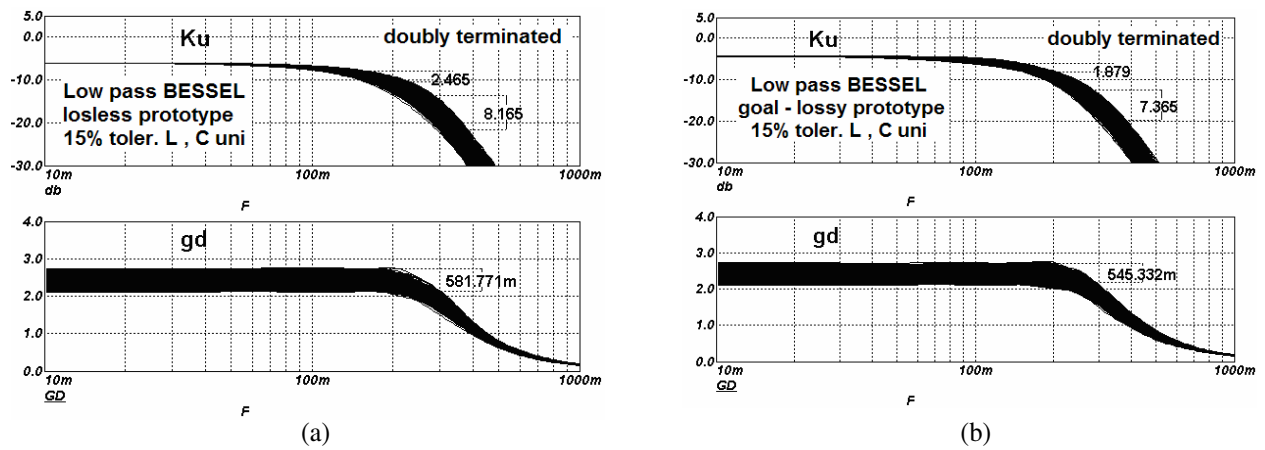 5.0
Ku
doubly terminated
0.0
2.465
-10.0
Low pass BESSEL
8.165
losless prototype
-20.0
15% toler. L , C uni
-30.0
10m
100m
1000m
db
F
4.0
gd
3.0
581.771m
2.0
1.0
0.0
10m
100m
1000m
GD
F
(a)
5.0
Ku
doubly terminated
0.0
1.879
-10.0
Low pass BESSEL
7.365
goal - lossy prototype
-20.0
15% toler. L , C uni
-30.0
10m
100m
1000m
db
F
4.0
gd
3.0
545.332m
2.0
1.0
0.0
10m
100m
1000m
GD
F
(b)